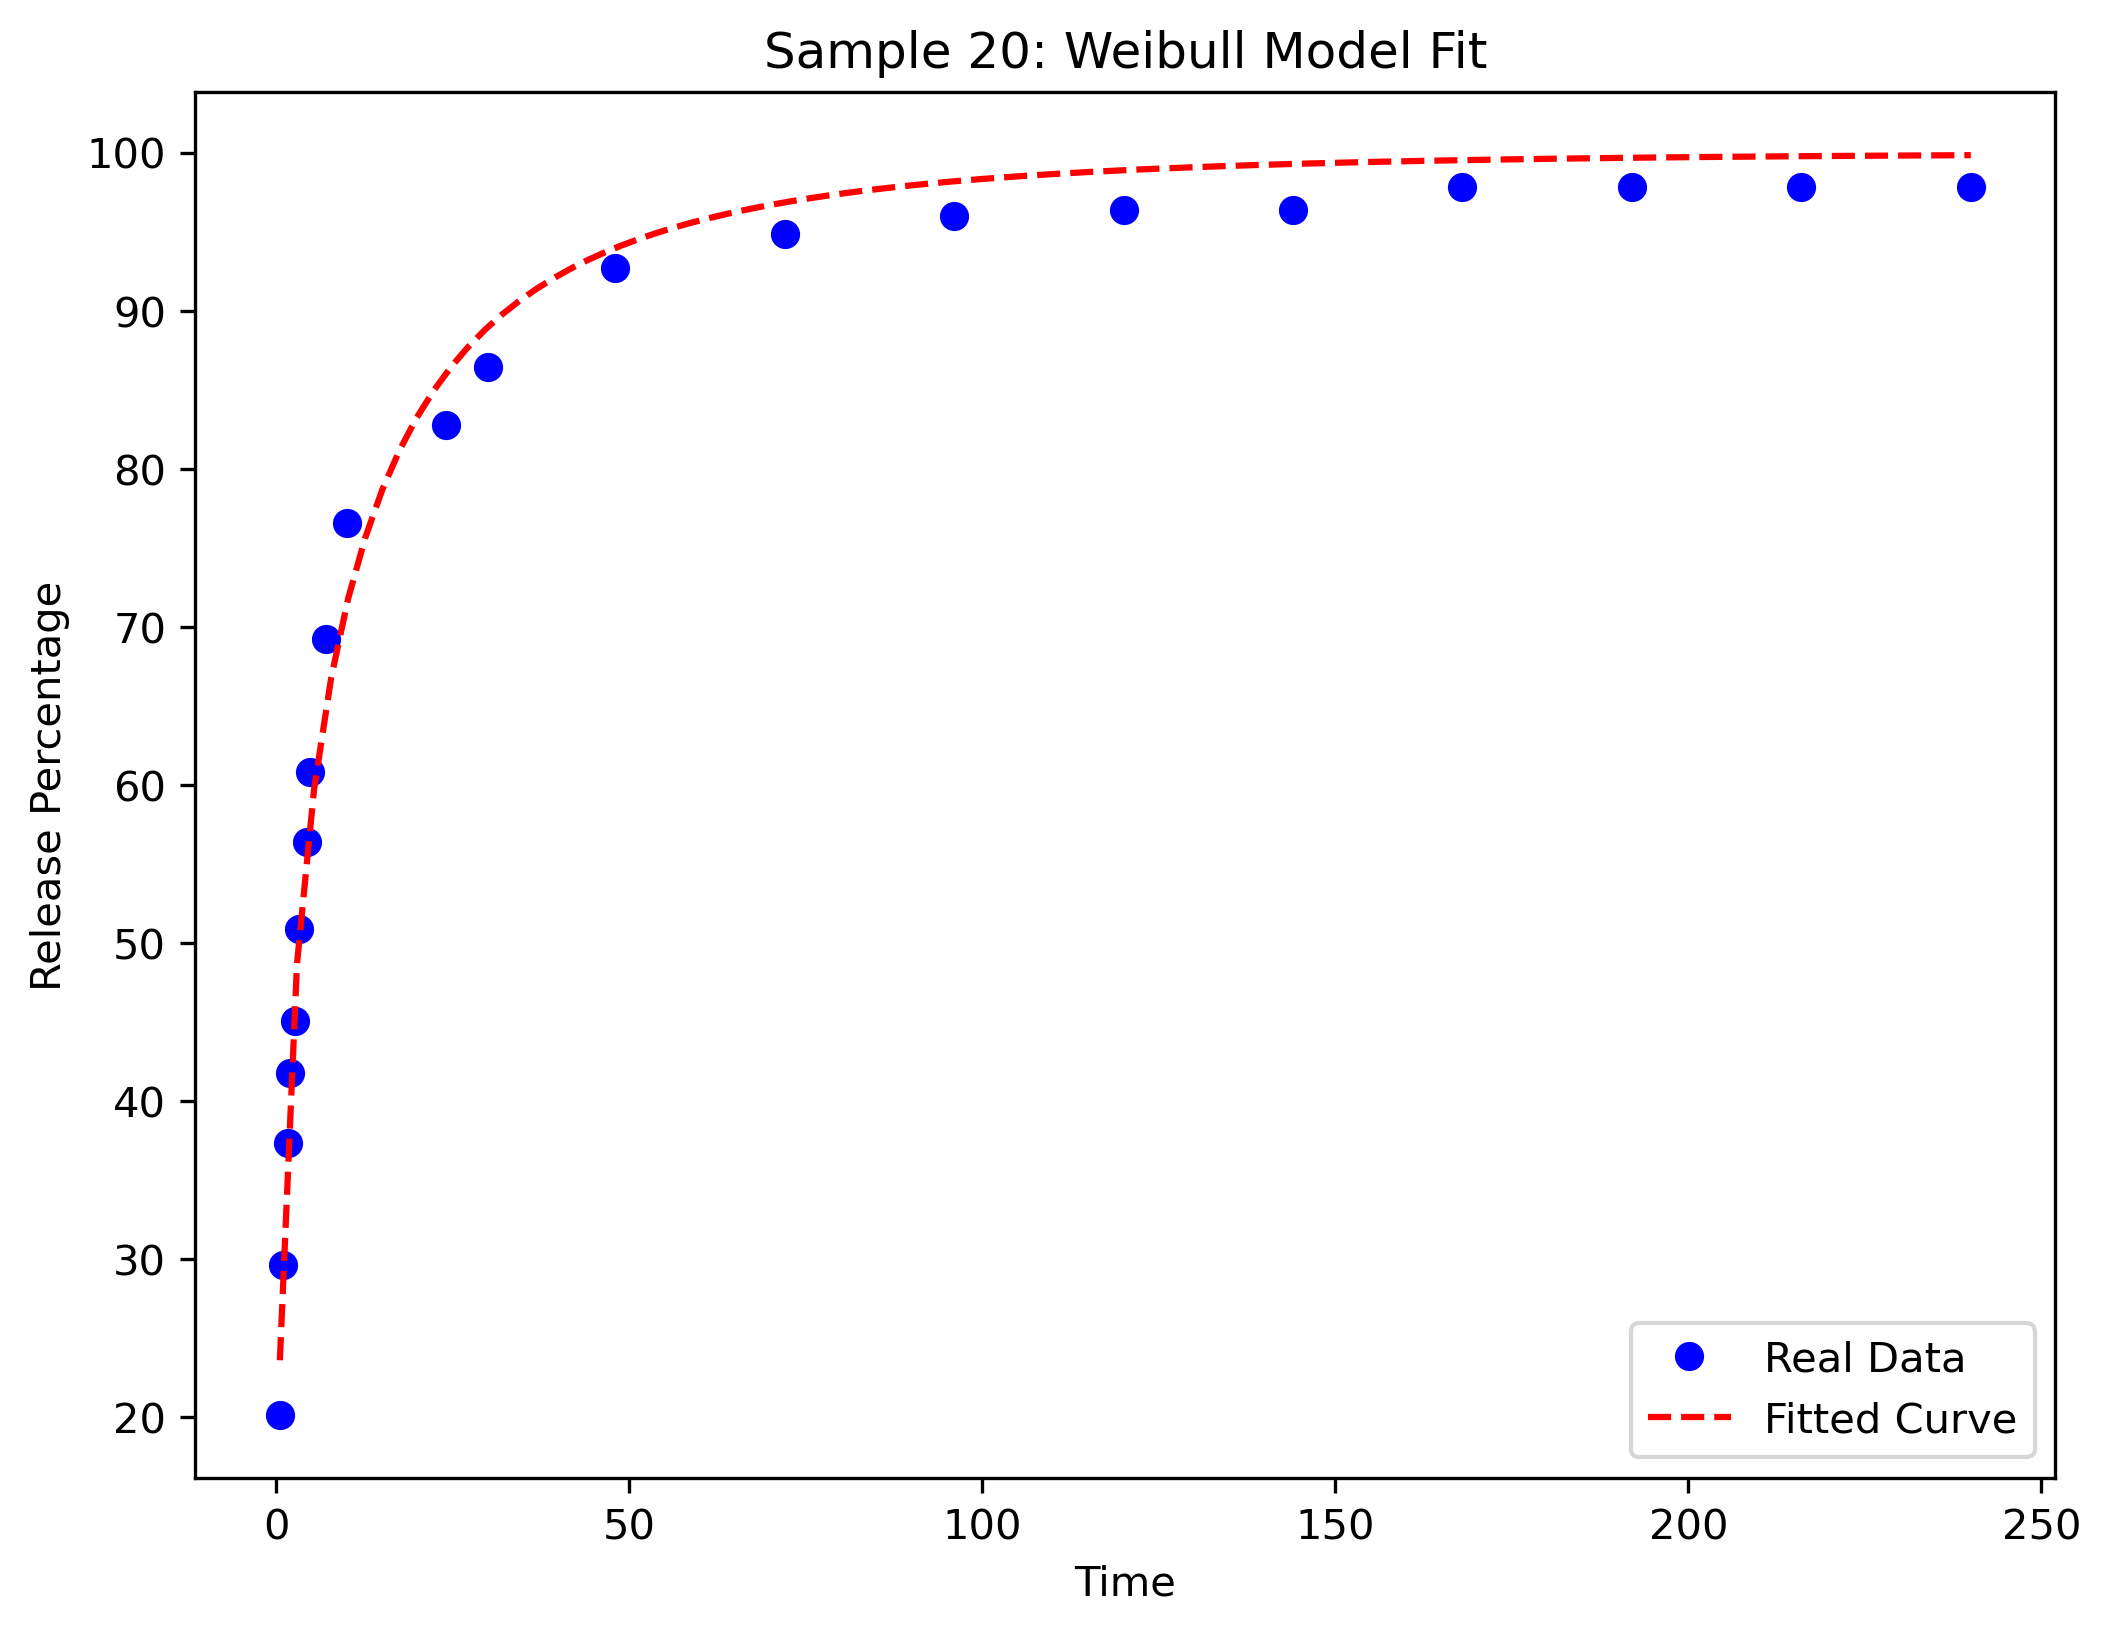 Sample 20: Weibull Model Fit
100
90
80
70
60
50
40
30
20
Release Percentage
Real Data
Fitted Curve
0 50 100 150 200 250
Time